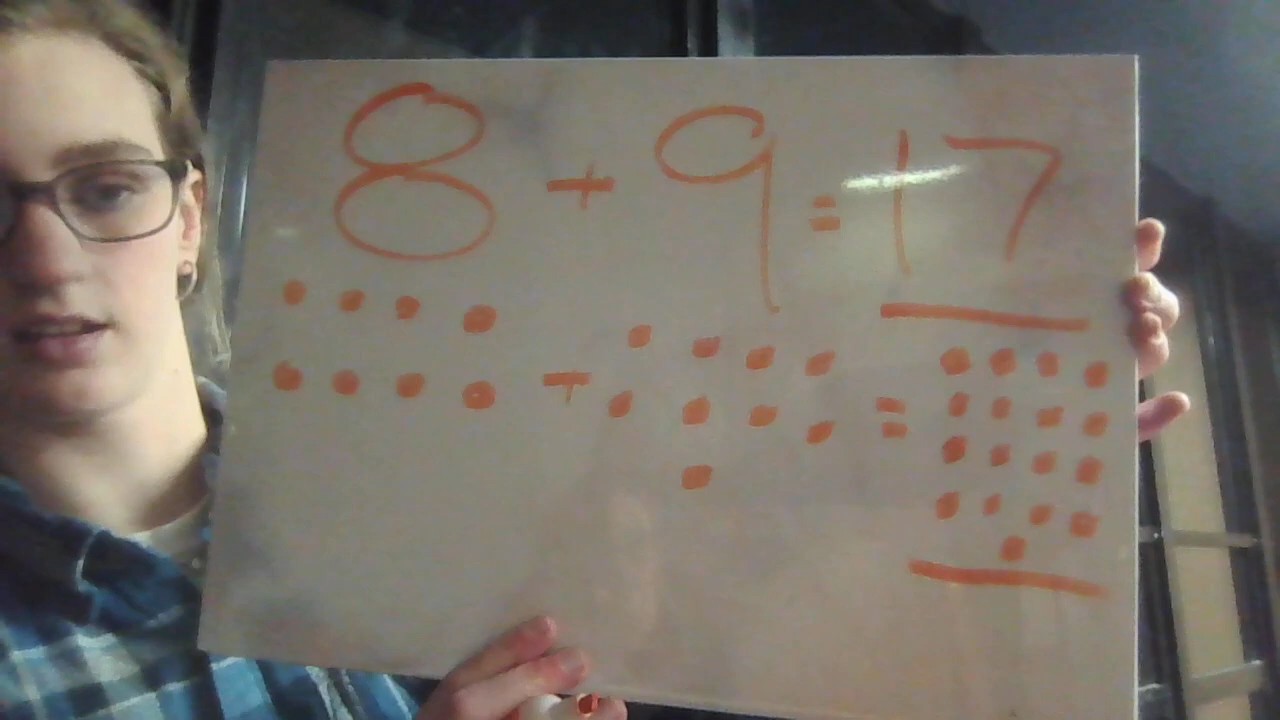 8 + 9 = 17
+ =